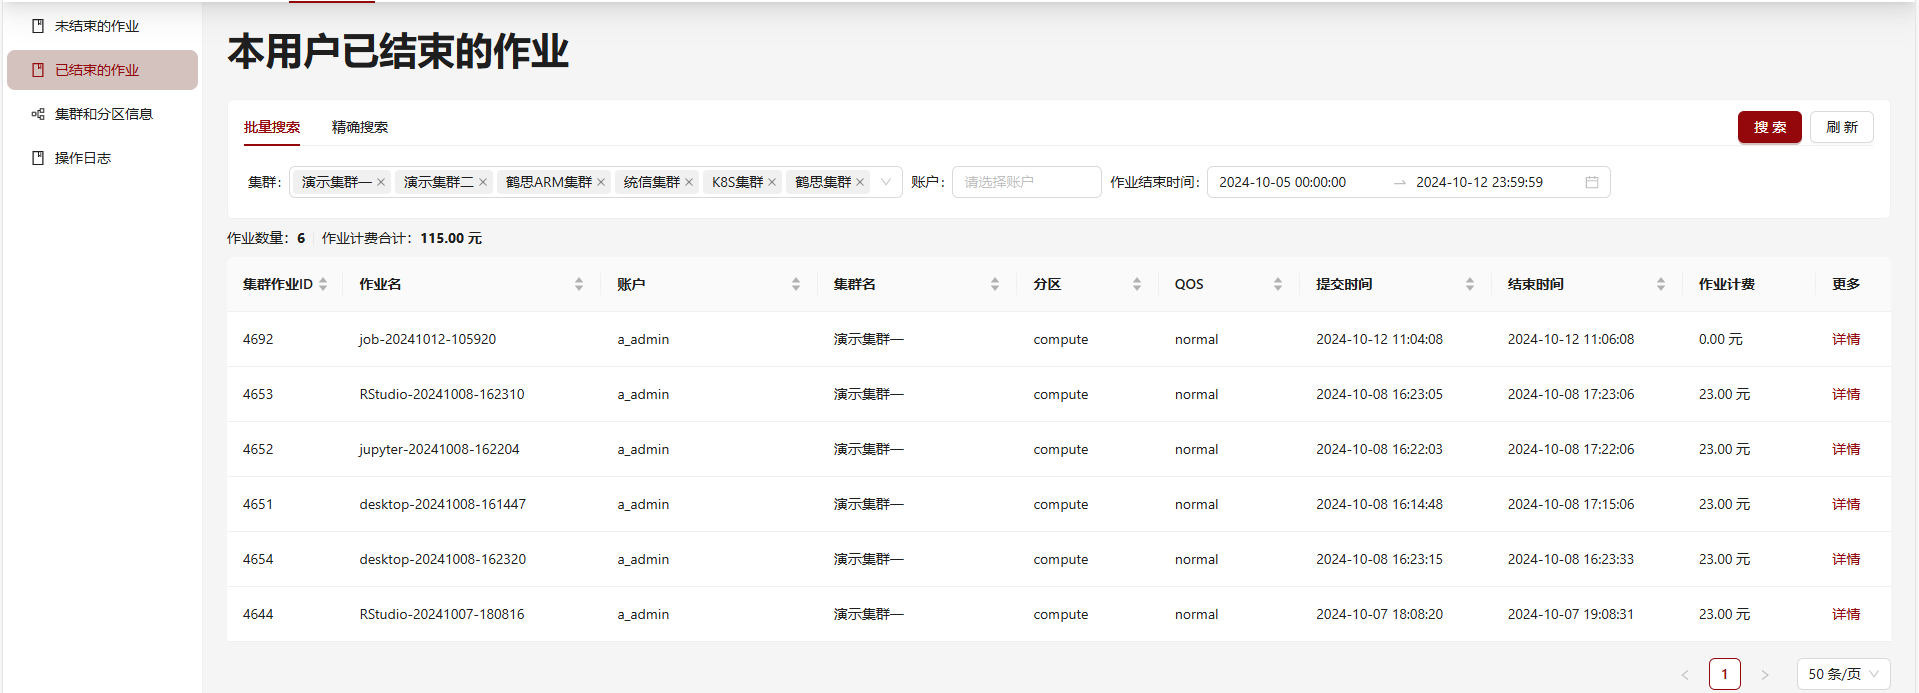 未结束的作业
已结束的作业
集群和分区信息
操作日志
本用户已结束的作业
批量搜索 精确搜索 搜 索 刷 新
集群: 演示集群一 演示集群二 鹤思ARM集群 统信集群 K8S集群 鹤思集群 账户: 请选择账户 作业结束时间: 2024-10-05 00:00:00 → 2024-10-12 23:59:59
作业数量: 6 作业计费合计: 115.00 元
集群作业ID 作业名 账户 集群名 分区 QOS 提交时间 结束时间 作业计费 更多
4692 job-20241012-105920 a_admin 演示集群一 compute normal 2024-10-12 11:04:08 2024-10-12 11:06:08 0.00 元 详情
4653 RStudio-20241008-162310 a_admin 演示集群一 compute normal 2024-10-08 16:23:05 2024-10-08 17:23:06 23.00 元 详情
4652 jupyter-20241008-162204 a_admin 演示集群一 compute normal 2024-10-08 16:22:03 2024-10-08 17:22:06 23.00 元 详情
4651 desktop-20241008-161447 a_admin 演示集群一 compute normal 2024-10-08 16:14:48 2024-10-08 17:15:06 23.00 元 详情
4654 desktop-20241008-162320 a_admin 演示集群一 compute normal 2024-10-08 16:23:15 2024-10-08 16:23:33 23.00 元 详情
4644 RStudio-20241007-180816 a_admin 演示集群一 compute normal 2024-10-07 18:08:20 2024-10-07 19:08:31 23.00 元 详情
< 1 > 50 条/页